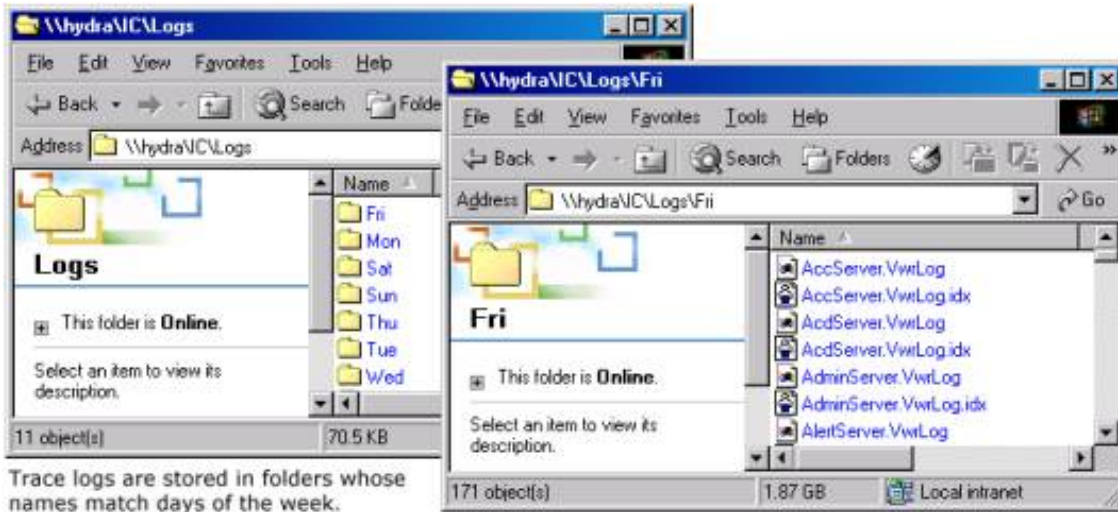 \\hydra\IC\Logs
File Edit View Favorites Tools Help
Back Search Folde
Address \\hydra\IC\Logs
Logs
This folder is Online.
Select an item to view its
description.
Name
Fri
Mon
Sat
Sun
Thu
Tue
Wed
11 object(s) 70.5 KB
Trace logs are stored in folders whose
names match days of the week.
\\hydra\IC\Logs\Fri
File Edit View Favorites Tools Help
Back Search Folders »
Address \\hydra\IC\Logs\Fri Go
Fri
This folder is Online.
Select an item to view its
description.
Name
AccServer.VwrLog
AccServer.VwrLog.idx
AcdServer.VwrLog
AcdServer.VwrLog.idx
AdminServer.VwrLog
AdminServer.VwrLog.idx
AlertServer.VwrLog
171 object(s) 1.87 GB Local intranet